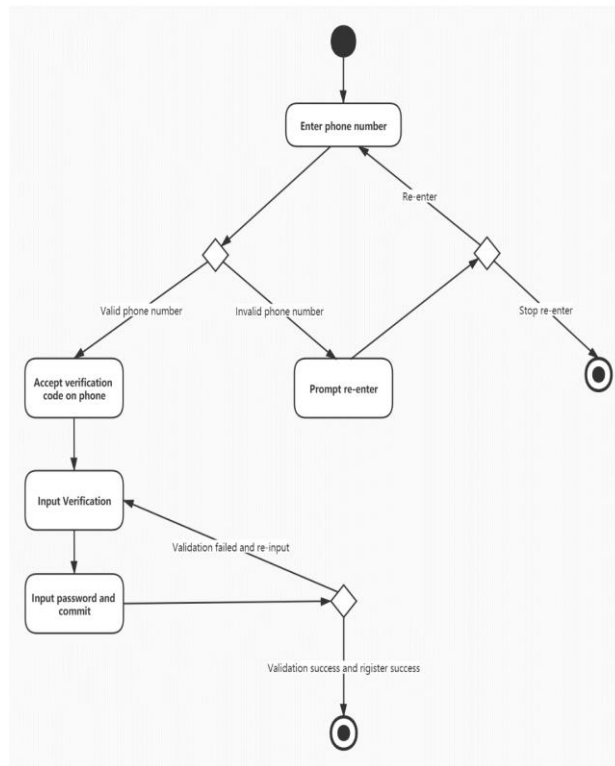 Enter phone number
Re-enter
Valid phone number
Invalid phone number
Stop re-enter
Accept verification
code on phone
Prompt re-enter
Input Verification
Validation failed and re-input
Input password and
commit
Validation success and rigister success